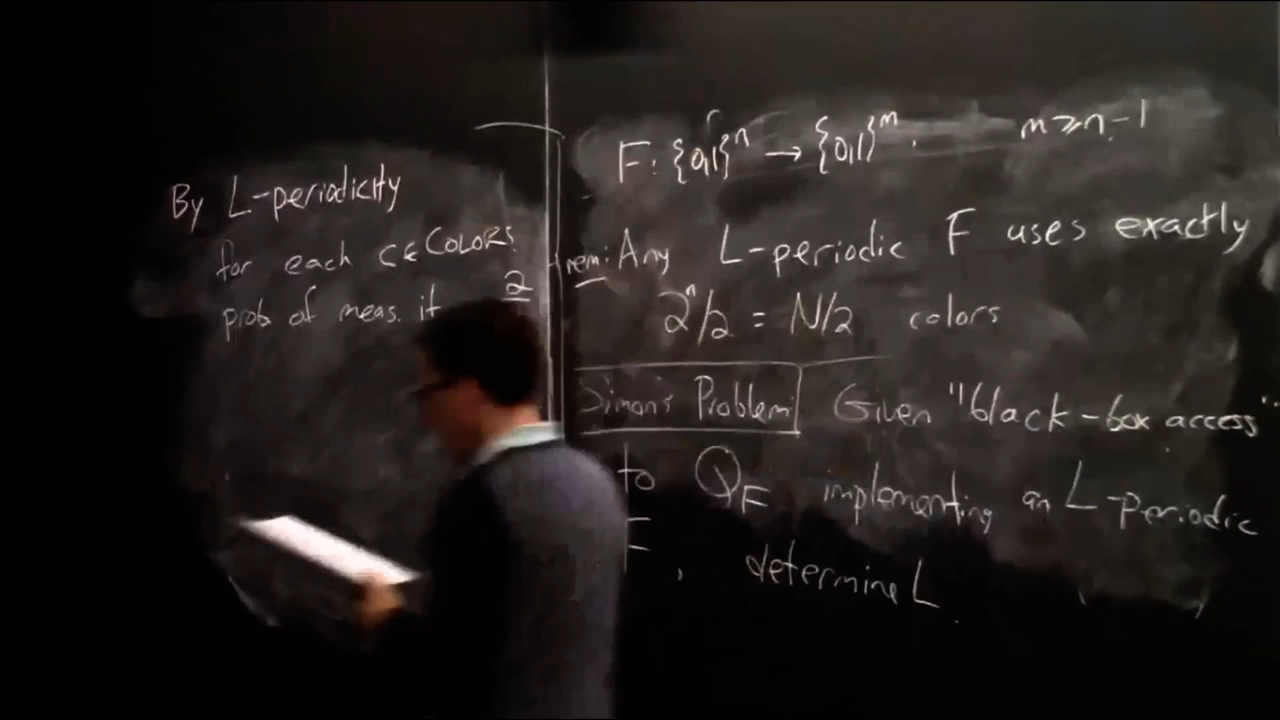 By L-periodicity
for each c∈COLORS
prob of meas. it 2
F: {0,1}ⁿ → {0,1}ᵐ. m ≥ n-1
rem: Any L-periodic F uses exactly
2ⁿ/2 = N/2 colors
Simon's Problem: Given "black-box access"
to Q_F implementing an L-periodic
F, determine L.